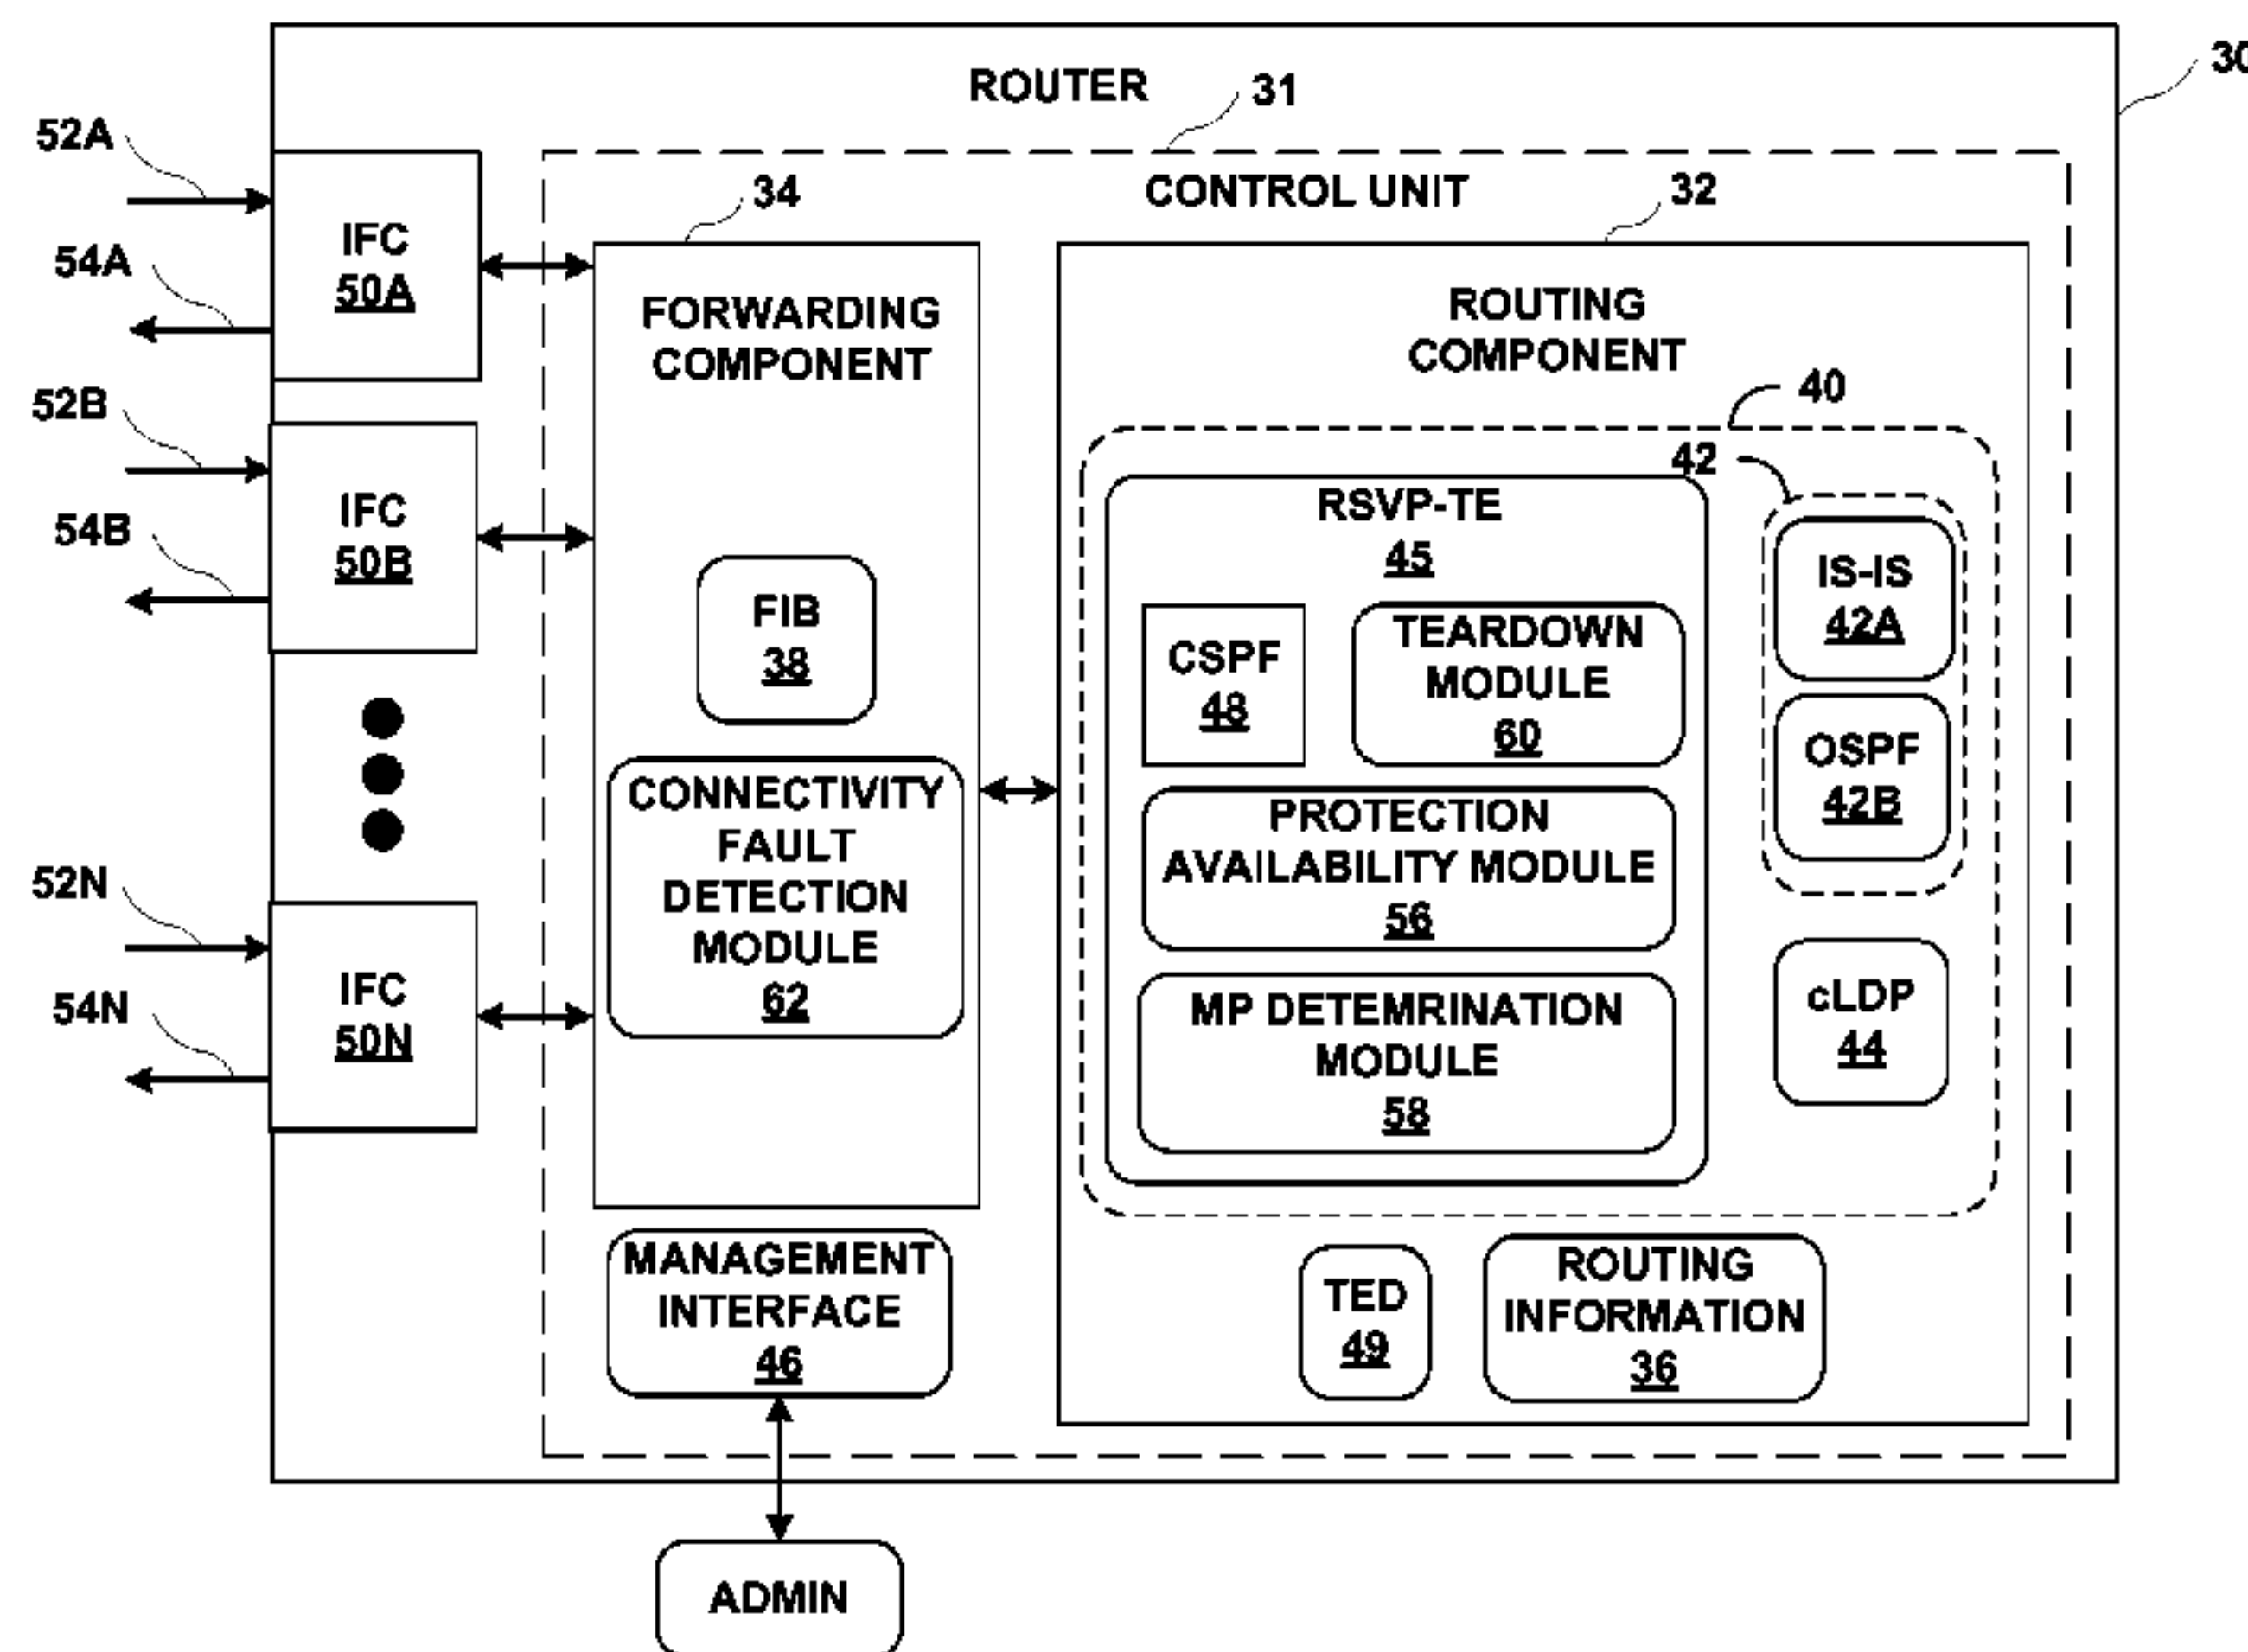 ROUTER
30
31
CONTROL UNIT
52A
54A
IFC
50A
52B
54B
IFC
50B
52N
54N
IFC
50N
34
FORWARDING
COMPONENT
FIB
38
CONNECTIVITY
FAULT
DETECTION
MODULE
62
MANAGEMENT
INTERFACE
46
ADMIN
32
ROUTING
COMPONENT
40
42
RSVP-TE
45
CSPF
48
TEARDOWN
MODULE
60
PROTECTION
AVAILABILITY MODULE
56
MP DETEMRINATION
MODULE
58
IS-IS
42A
OSPF
42B
cLDP
44
TED
49
ROUTING
INFORMATION
36